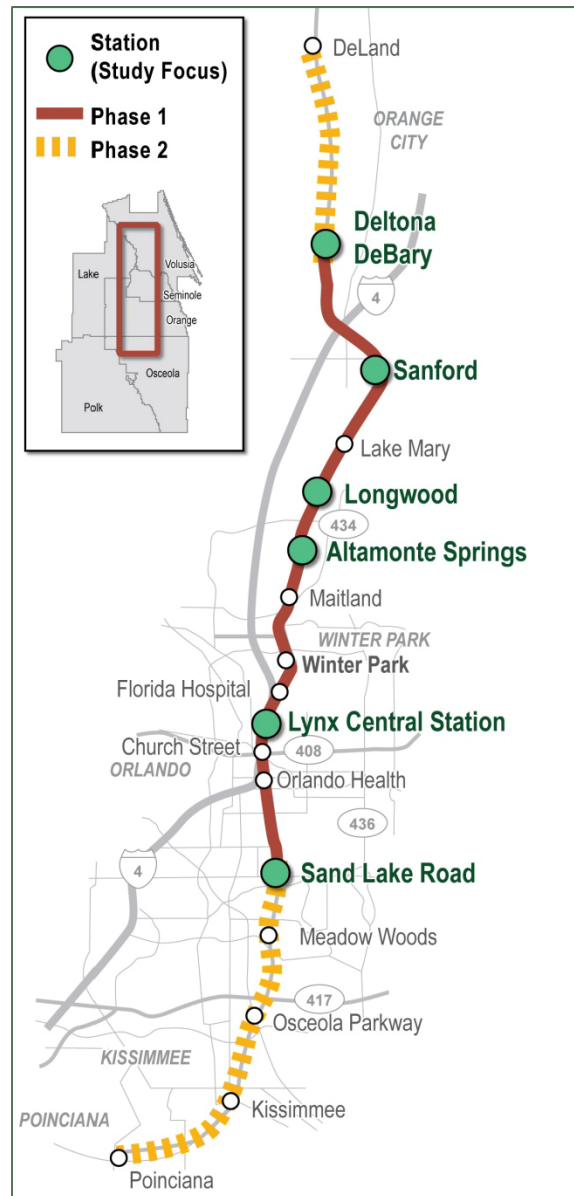 Station
(Study Focus)
Phase 1
Phase 2
Lake
Volusia
Seminole
Orange
Osceola
Polk
DeLand
ORANGE
CITY
Deltona
DeBary
4
Sanford
Lake Mary
Longwood
434
Altamonte Springs
Maitland
WINTER PARK
Winter Park
Florida Hospital
Lynx Central Station
Church Street
408
ORLANDO
Orlando Health
436
4
Sand Lake Road
Meadow Woods
417
Osceola Parkway
KISSIMMEE
Kissimmee
POINCIANA
Poinciana